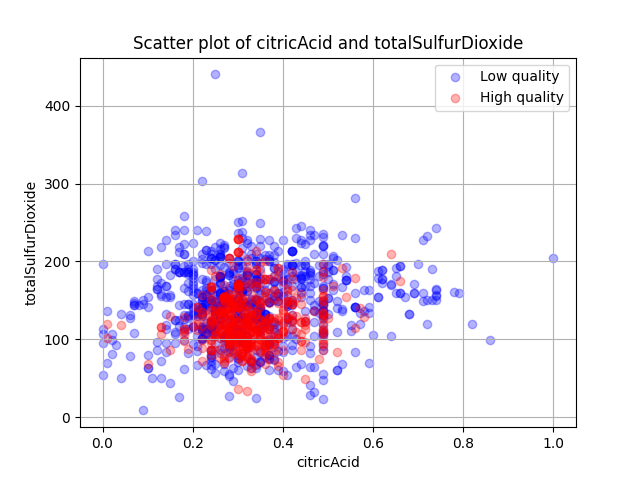 Scatter plot of citricAcid and totalSulfurDioxide
Low quality
High quality
400
300
200
100
0
totalSulfurDioxide
0.0 0.2 0.4 0.6 0.8 1.0
citricAcid